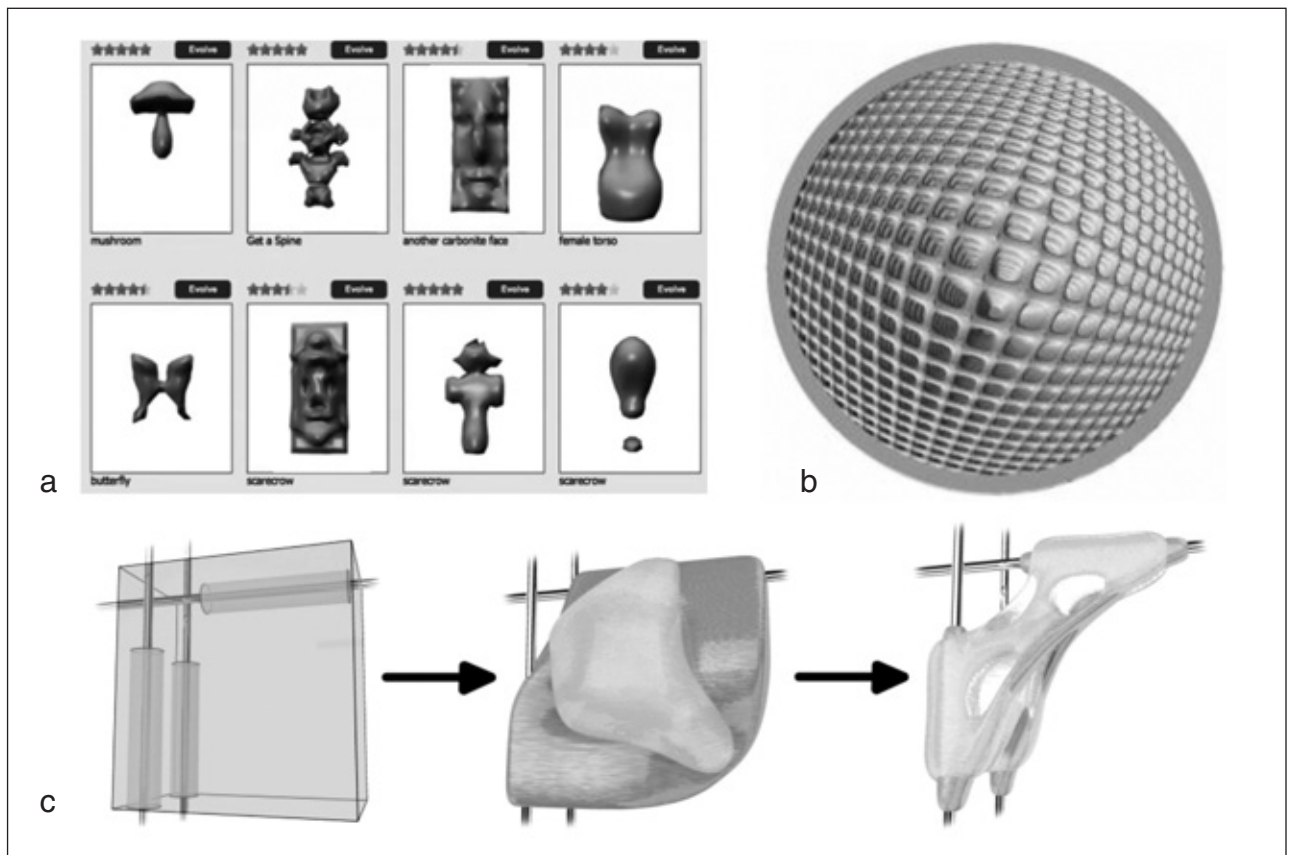 Evolve Evolve Evolve Evolve
mushroom Get a Spine another carbonite face female torso
Evolve Evolve Evolve Evolve
a butterfly scarecrow scarecrow scarecrow b
c